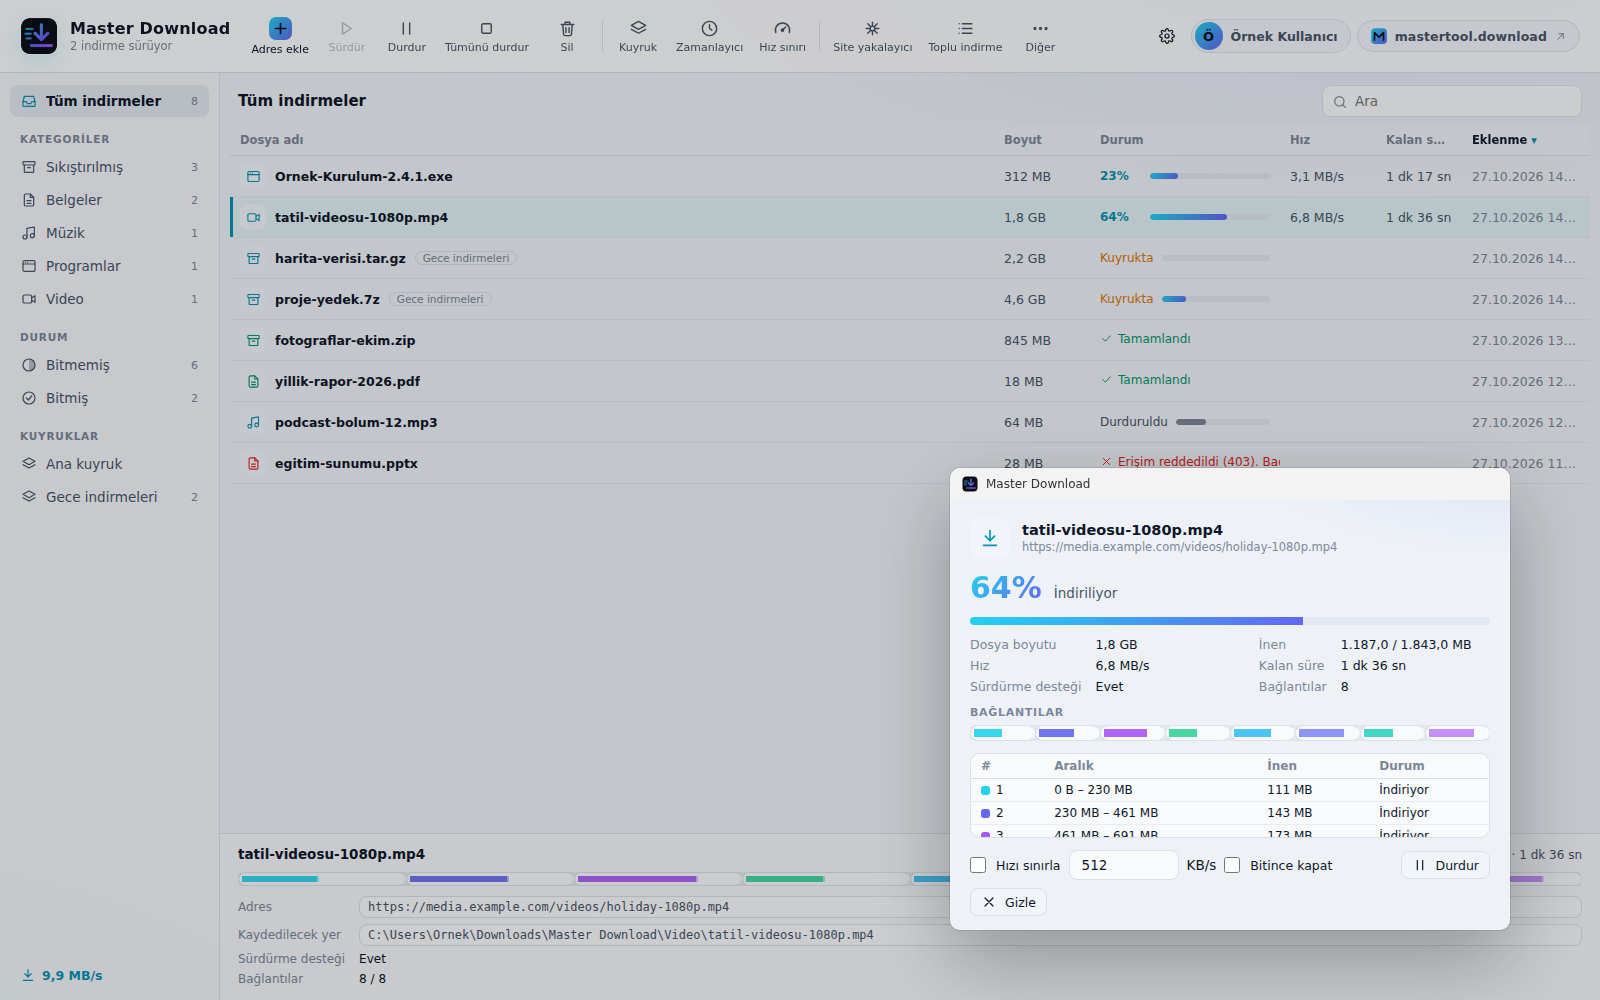 Master Download
2 indirme sürüyor
Adres ekle
Sürdür
Durdur
Tümünü durdur
Sil
Kuyruk
Zamanlayıcı
Hız sınırı
Site yakalayıcı
Toplu indirme
Diğer
Ö Örnek Kullanıcı
mastertool.download
Tüm indirmeler 8
KATEGORİLER
Sıkıştırılmış 3
Belgeler 2
Müzik 1
Programlar 1
Video 1
DURUM
Bitmemiş 6
Bitmiş 2
KUYRUKLAR
Ana kuyruk
Gece indirmeleri 2
9,9 MB/s
Tüm indirmeler
Ara
Dosya adı Boyut Durum Hız Kalan s... Eklenme
Ornek-Kurulum-2.4.1.exe 312 MB 23% 3,1 MB/s 1 dk 17 sn 27.10.2026 14...
tatil-videosu-1080p.mp4 1,8 GB 64% 6,8 MB/s 1 dk 36 sn 27.10.2026 14...
harita-verisi.tar.gz Gece indirmeleri 2,2 GB Kuyrukta 27.10.2026 14...
proje-yedek.7z Gece indirmeleri 4,6 GB Kuyrukta 27.10.2026 14...
fotograflar-ekim.zip 845 MB Tamamlandı 27.10.2026 13...
yillik-rapor-2026.pdf 18 MB Tamamlandı 27.10.2026 12...
podcast-bolum-12.mp3 64 MB Durduruldu 27.10.2026 12...
egitim-sunumu.pptx 28 MB Erişim reddedildi (403). 27.10.2026 11...
Master Download
tatil-videosu-1080p.mp4
https://media.example.com/videos/holiday-1080p.mp4
64% İndiriliyor
Dosya boyutu 1,8 GB İnen 1.187,0 / 1.843,0 MB
Hız 6,8 MB/s Kalan süre 1 dk 36 sn
Sürdürme desteği Evet Bağlantılar 8
BAĞLANTILAR
# Aralık İnen Durum
1 0 B – 230 MB 111 MB İndiriyor
2 230 MB – 461 MB 143 MB İndiriyor
3 461 MB – 691 MB 173 MB İndiriyor
Hızı sınırla 512 KB/s Bitince kapat Durdur
Gizle
tatil-videosu-1080p.mp4 · 1 dk 36 sn
Adres https://media.example.com/videos/holiday-1080p.mp4
Kaydedilecek yer C:\Users\Ornek\Downloads\Master Download\Video\tatil-videosu-1080p.mp4
Sürdürme desteği Evet
Bağlantılar 8 / 8